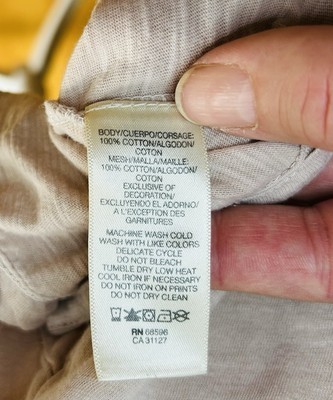 BODY/CUERPO/CORSAGE:
100% COTTON/ALGODON/
COTON
MESH/MALLA/MAILLE:
100% COTTON/ALGODON/
COTON
EXCLUSIVE OF
DECORATION/
EXCLUYENDO EL ADORNO/
A L'EXCEPTION DES
GARNITURES
MACHINE WASH COLD
WASH WITH LIKE COLORS
DELICATE CYCLE
DO NOT BLEACH
TUMBLE DRY LOW HEAT
COOL IRON IF NECESSARY
DO NOT IRON ON PRINTS
DO NOT DRY CLEAN
RN 66596
CA 31127